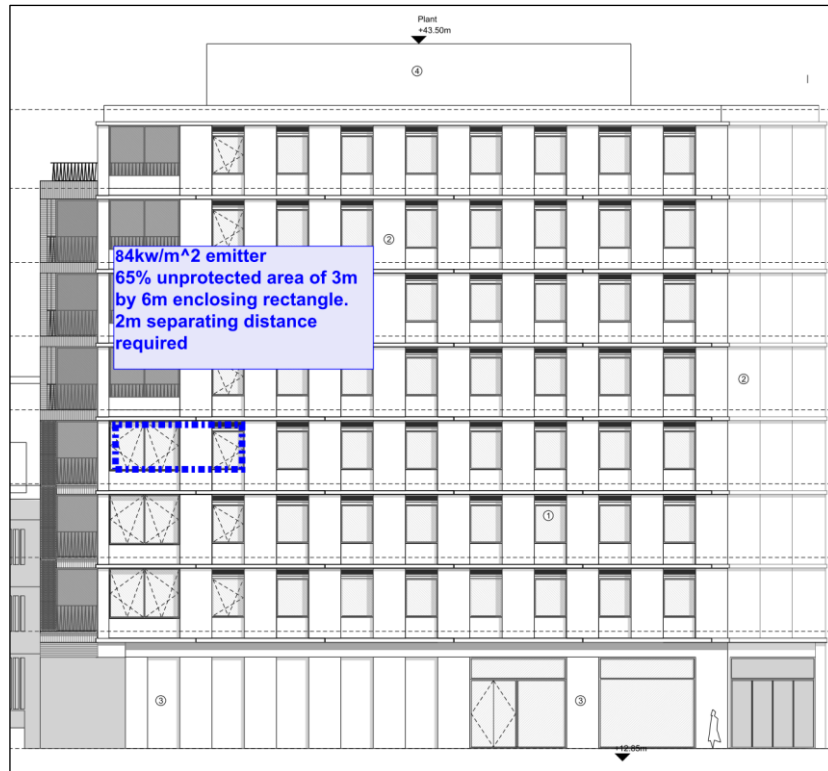 Plant
+43.50m
④
②
84kw/m^2 emitter
65% unprotected area of 3m
by 6m enclosing rectangle.
2m separating distance
required
②
①
③
③
+12.85m